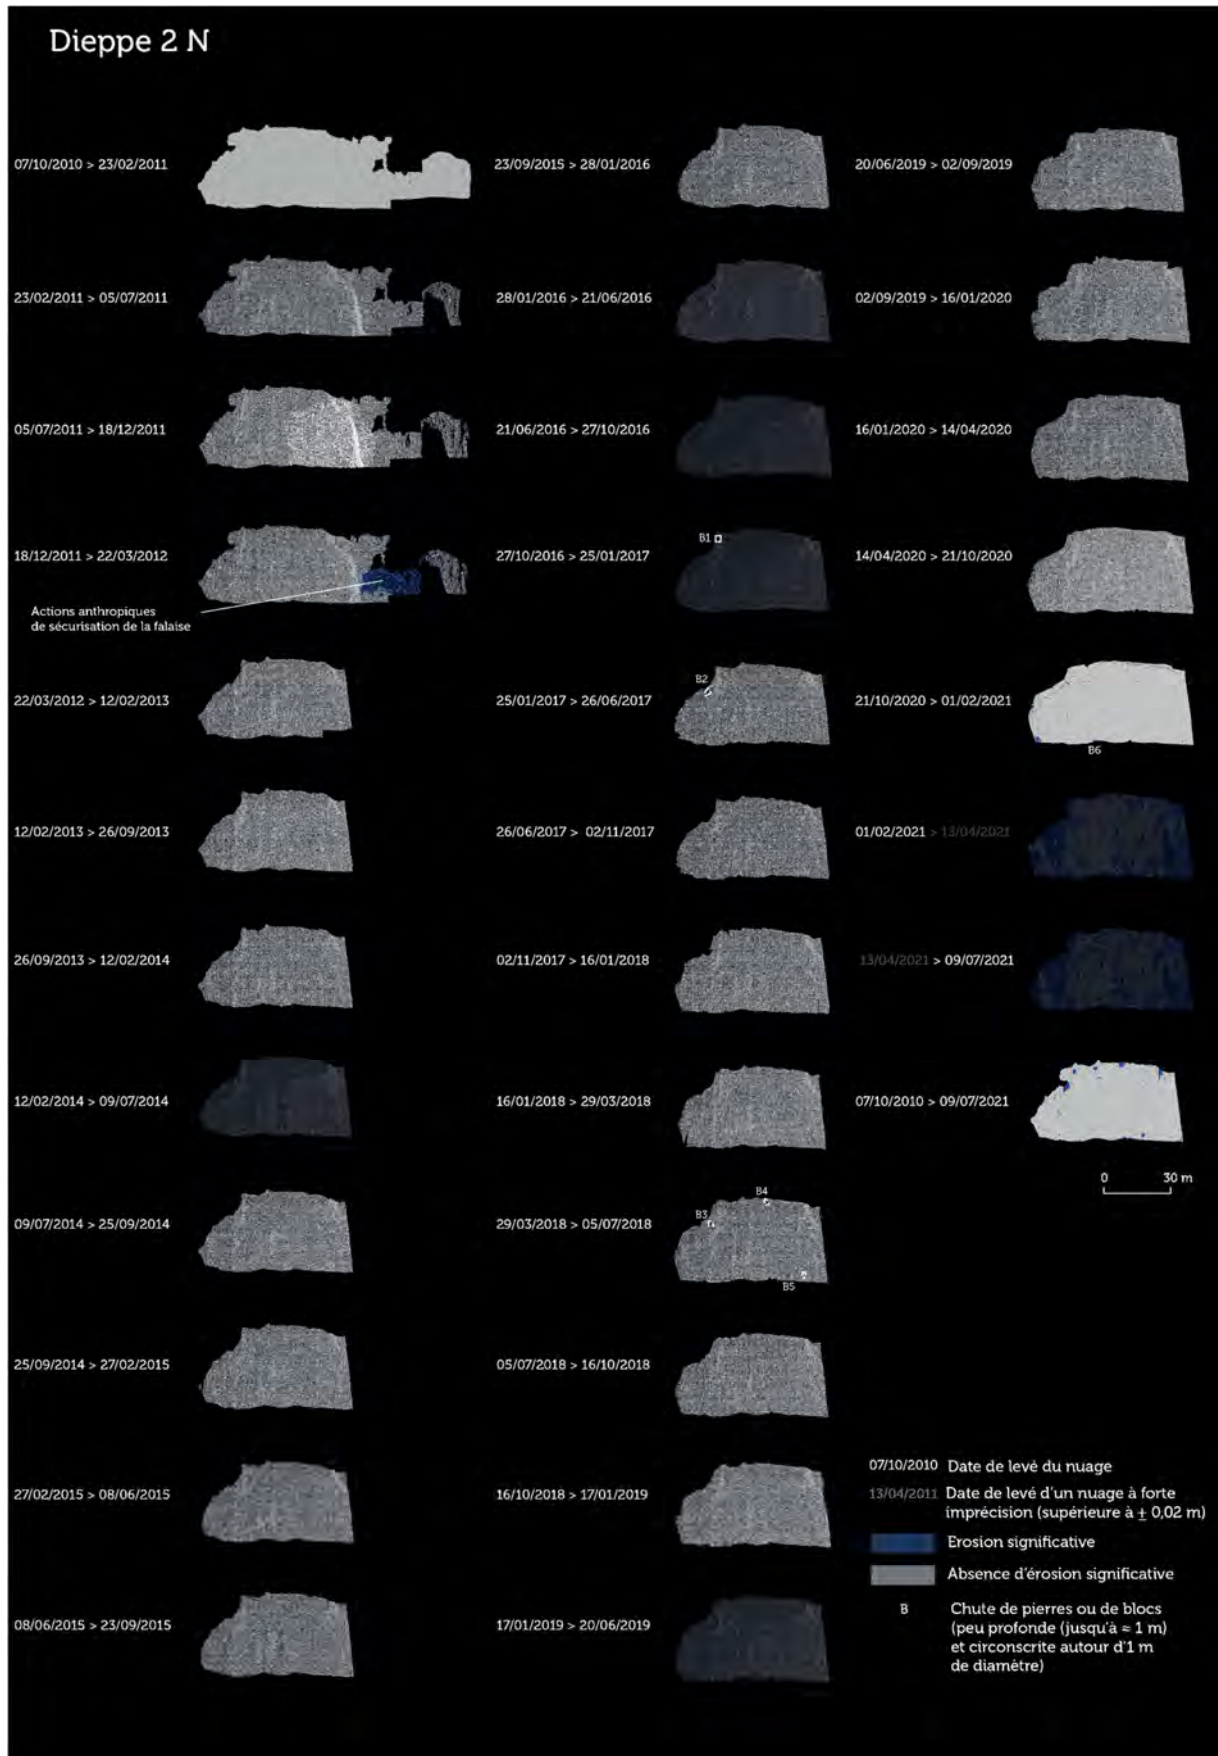 Dieppe 2 N
07/10/2010 > 23/02/2011
23/02/2011 > 05/07/2011
05/07/2011 > 18/12/2011
18/12/2011 > 22/03/2012
Actions anthropiques
de sécurisation de la falaise
22/03/2012 > 12/02/2013
12/02/2013 > 26/09/2013
26/09/2013 > 12/02/2014
12/02/2014 > 09/07/2014
09/07/2014 > 25/09/2014
25/09/2014 > 27/02/2015
27/02/2015 > 08/06/2015
08/06/2015 > 23/09/2015
23/09/2015 > 28/01/2016
28/01/2016 > 21/06/2016
21/06/2016 > 27/10/2016
27/10/2016 > 25/01/2017
B1
25/01/2017 > 26/06/2017
B2
26/06/2017 > 02/11/2017
02/11/2017 > 16/01/2018
16/01/2018 > 29/03/2018
29/03/2018 > 05/07/2018
B4
B3
B5
05/07/2018 > 16/10/2018
16/10/2018 > 17/01/2019
17/01/2019 > 20/06/2019
20/06/2019 > 02/09/2019
02/09/2019 > 16/01/2020
16/01/2020 > 14/04/2020
14/04/2020 > 21/10/2020
21/10/2020 > 01/02/2021
B6
01/02/2021 > 13/04/2021
13/04/2021 > 09/07/2021
07/10/2010 > 09/07/2021
0 30 m
07/10/2010 Date de levé du nuage
13/04/2011 Date de levé d'un nuage à forte
imprécision (supérieure à ± 0,02 m)
Erosion significative
Absence d'érosion significative
B Chute de pierres ou de blocs
(peu profonde (jusqu'à ≈ 1 m)
et circonscrite autour d'1 m
de diamètre)